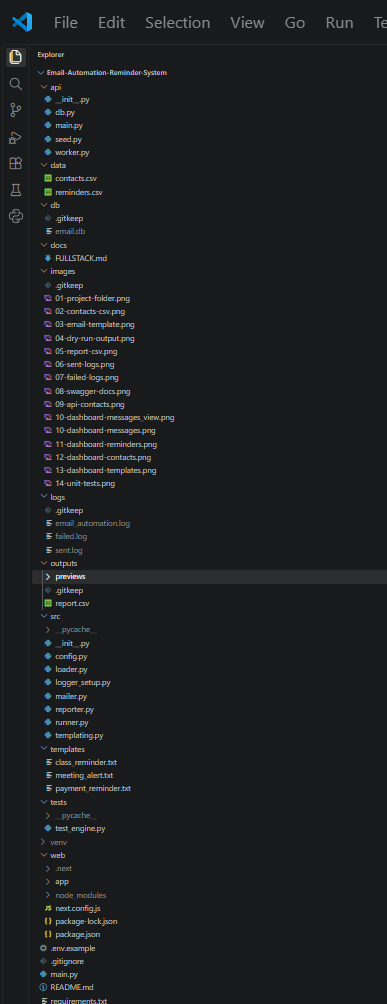 File Edit Selection View Go Run Te
Explorer
Email-Automation-Reminder-System
api
__init__.py
db.py
main.py
seed.py
worker.py
data
contacts.csv
reminders.csv
db
.gitkeep
email.db
docs
FULLSTACK.md
images
.gitkeep
01-project-folder.png
02-contacts-csv.png
03-email-template.png
04-dry-run-output.png
05-report-csv.png
06-sent-logs.png
07-failed-logs.png
08-swagger-docs.png
09-api-contacts.png
10-dashboard-messages_view.png
10-dashboard-messages.png
11-dashboard-reminders.png
12-dashboard-contacts.png
13-dashboard-templates.png
14-unit-tests.png
logs
.gitkeep
email_automation.log
failed.log
sent.log
outputs
previews
.gitkeep
report.csv
src
__pycache__
__init__.py
config.py
loader.py
logger_setup.py
mailer.py
reporter.py
runner.py
templating.py
templates
class_reminder.txt
meeting_alert.txt
payment_reminder.txt
tests
__pycache__
test_engine.py
venv
web
.next
app
node_modules
next.config.js
package-lock.json
package.json
.env.example
.gitignore
main.py
README.md
requirements.txt